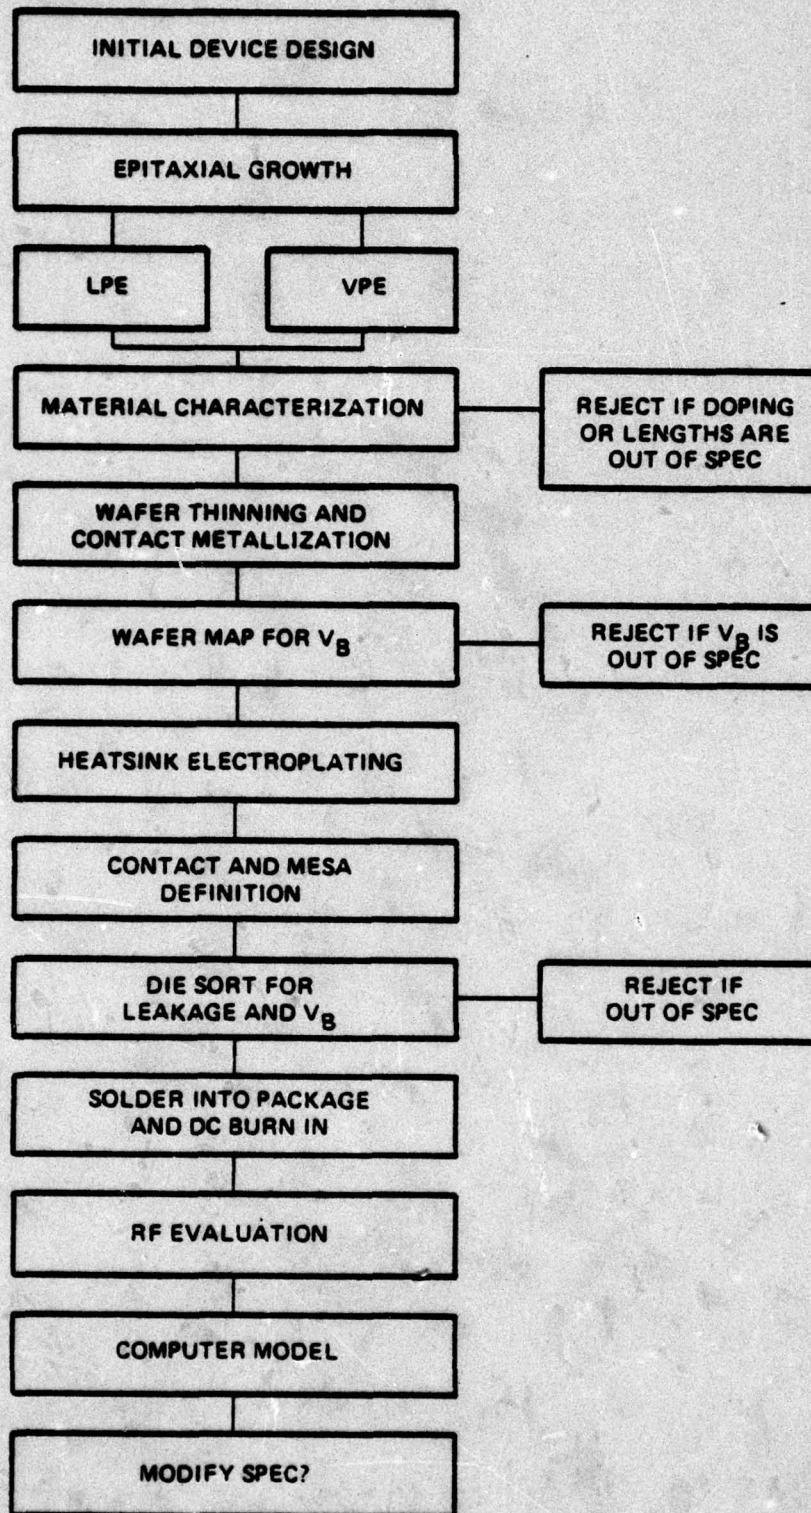 INITIAL DEVICE DESIGN
EPITAXIAL GROWTH
LPE
VPE
MATERIAL CHARACTERIZATION
REJECT IF DOPING
OR LENGTHS ARE
OUT OF SPEC
WAFER THINNING AND
CONTACT METALLIZATION
WAFER MAP FOR VB
REJECT IF VB IS
OUT OF SPEC
HEATSINK ELECTROPLATING
CONTACT AND MESA
DEFINITION
DIE SORT FOR
LEAKAGE AND VB
REJECT IF
OUT OF SPEC
SOLDER INTO PACKAGE
AND DC BURN IN
RF EVALUATION
COMPUTER MODEL
MODIFY SPEC?